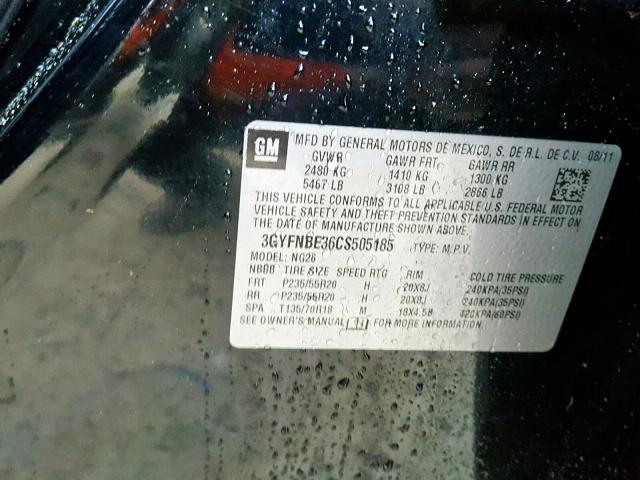 GM
MFD BY GENERAL MOTORS DE MEXICO, S. DE R.L. DE C.V. 08/11
GVWR GAWR FRT GAWR RR
2480 KG 1410 KG 1300 KG
5467 LB 3108 LB 2866 LB
THIS VEHICLE CONFORMS TO ALL APPLICABLE U.S. FEDERAL MOTOR
VEHICLE SAFETY AND THEFT PREVENTION STANDARDS IN EFFECT ON
THE DATE OF MANUFACTURE SHOWN ABOVE.
3GYFNBE36CS505185 TYPE: M.P.V.
MODEL: NG26
NBBB TIRE SIZE SPEED RTG RIM COLD TIRE PRESSURE
FRT P235/55R20 H 20X8J 240KPA(35PSI)
RR P235/55R20 H 20X8J 240KPA(35PSI)
SPA T135/70R18 M 18X4.5B 420KPA(60PSI)
SEE OWNER'S MANUAL FOR MORE INFORMATION.